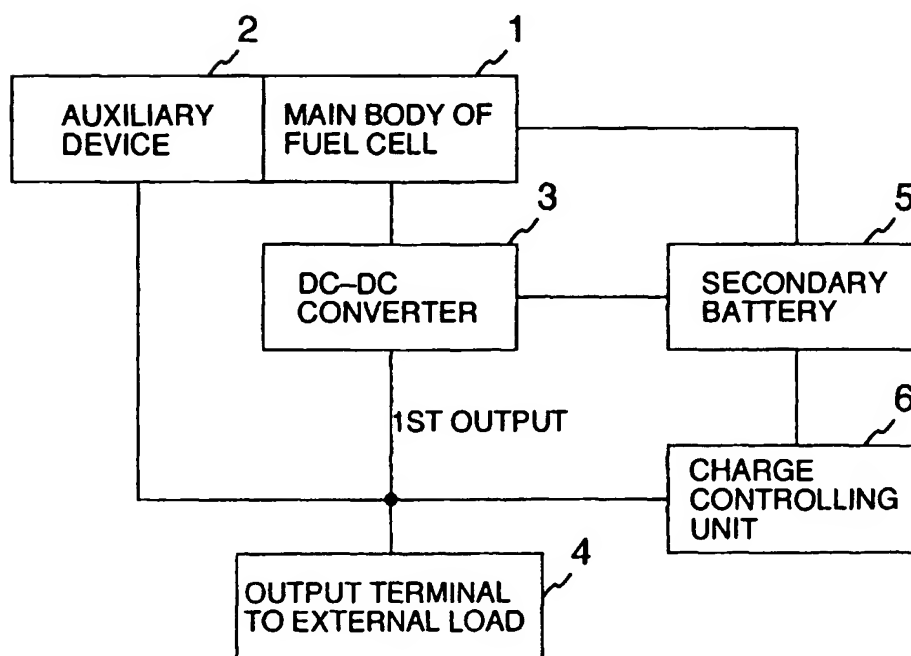 2
1
AUXILIARY
DEVICE
MAIN BODY OF
FUEL CELL
3
5
DC–DC
CONVERTER
SECONDARY
BATTERY
6
1ST OUTPUT
CHARGE
CONTROLLING
UNIT
4
OUTPUT TERMINAL
TO EXTERNAL LOAD